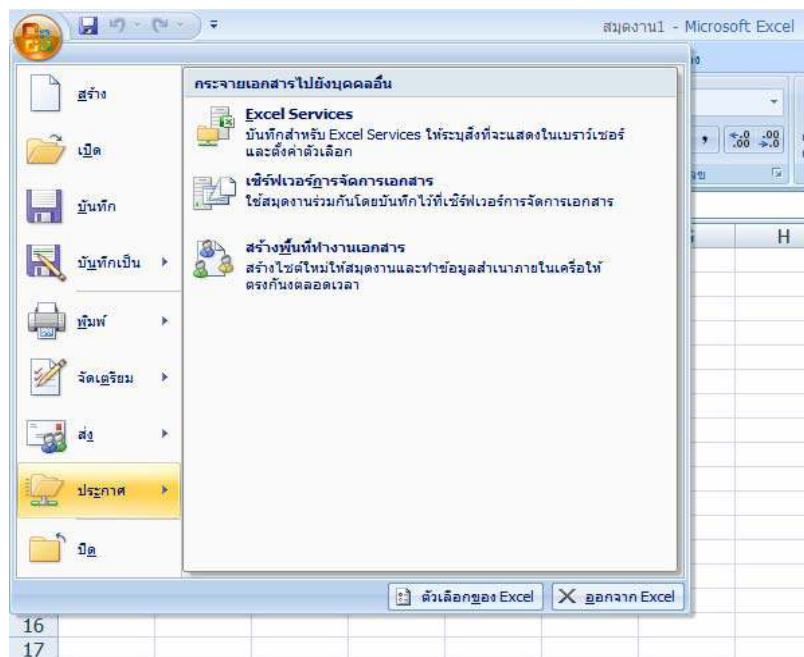 สมุดงาน1 - Microsoft Excel
สร้าง
เปิด
บันทึก
บันทึกเป็น
พิมพ์
จัดเตรียม
ส่ง
ประกาศ
ปิด
กระจายเอกสารไปยังบุคคลอื่น
Excel Services
บันทึกสำหรับ Excel Services ให้ระบุสิ่งที่จะแสดงในเบราว์เซอร์
และตั้งค่าตัวเลือก
เซิร์ฟเวอร์การจัดการเอกสาร
ใช้สมุดงานร่วมกันโดยบันทึกไว้ที่เซิร์ฟเวอร์การจัดการเอกสาร
สร้างพื้นที่ทำงานเอกสาร
สร้างไซต์ใหม่ให้สมุดงานและทำข้อมูลสำเนาภายในเครื่องให้
ตรงกันตลอดเวลา
ตัวเลือกของ Excel
ออกจาก Excel
H
16
17